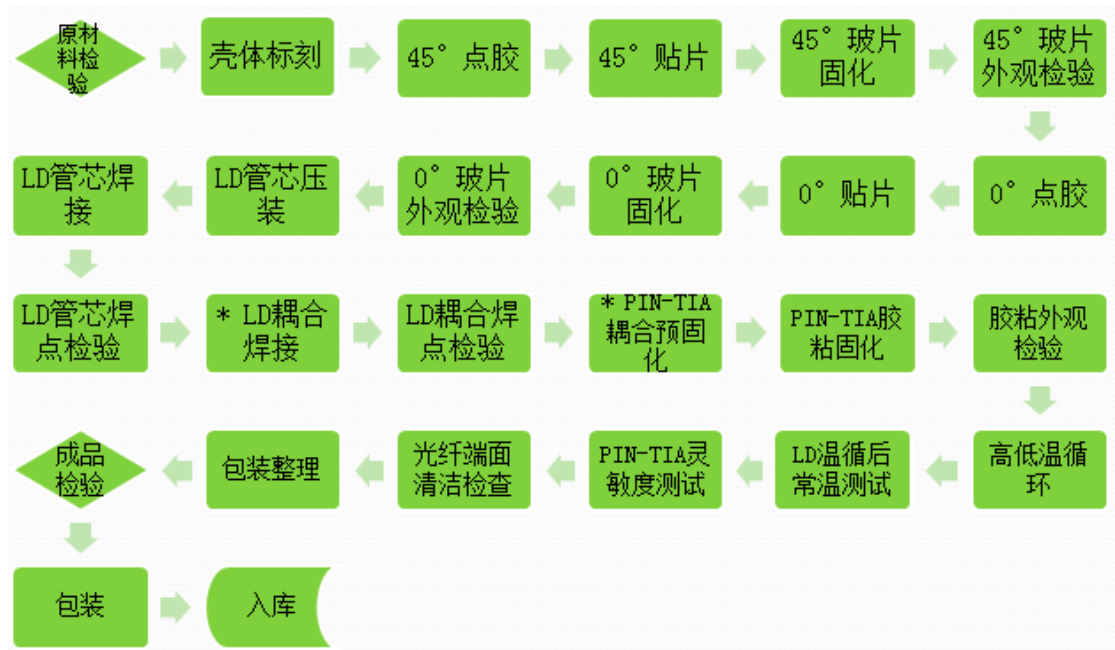 原材
料检
验
壳体标刻
45° 点胶
45° 贴片
45° 玻片
固化
45° 玻片
外观检验
0° 点胶
0° 贴片
0° 玻片
固化
0° 玻片
外观检验
LD管芯压
装
LD管芯焊
接
LD管芯焊
点检验
* LD耦合
焊接
LD耦合焊
点检验
* PIN-TIA
耦合预固
化
PIN-TIA胶
粘固化
胶粘外观
检验
高低温循
环
LD温循后
常温测试
PIN-TIA灵
敏度测试
光纤端面
清洁检查
包装整理
成品
检验
包装
入库